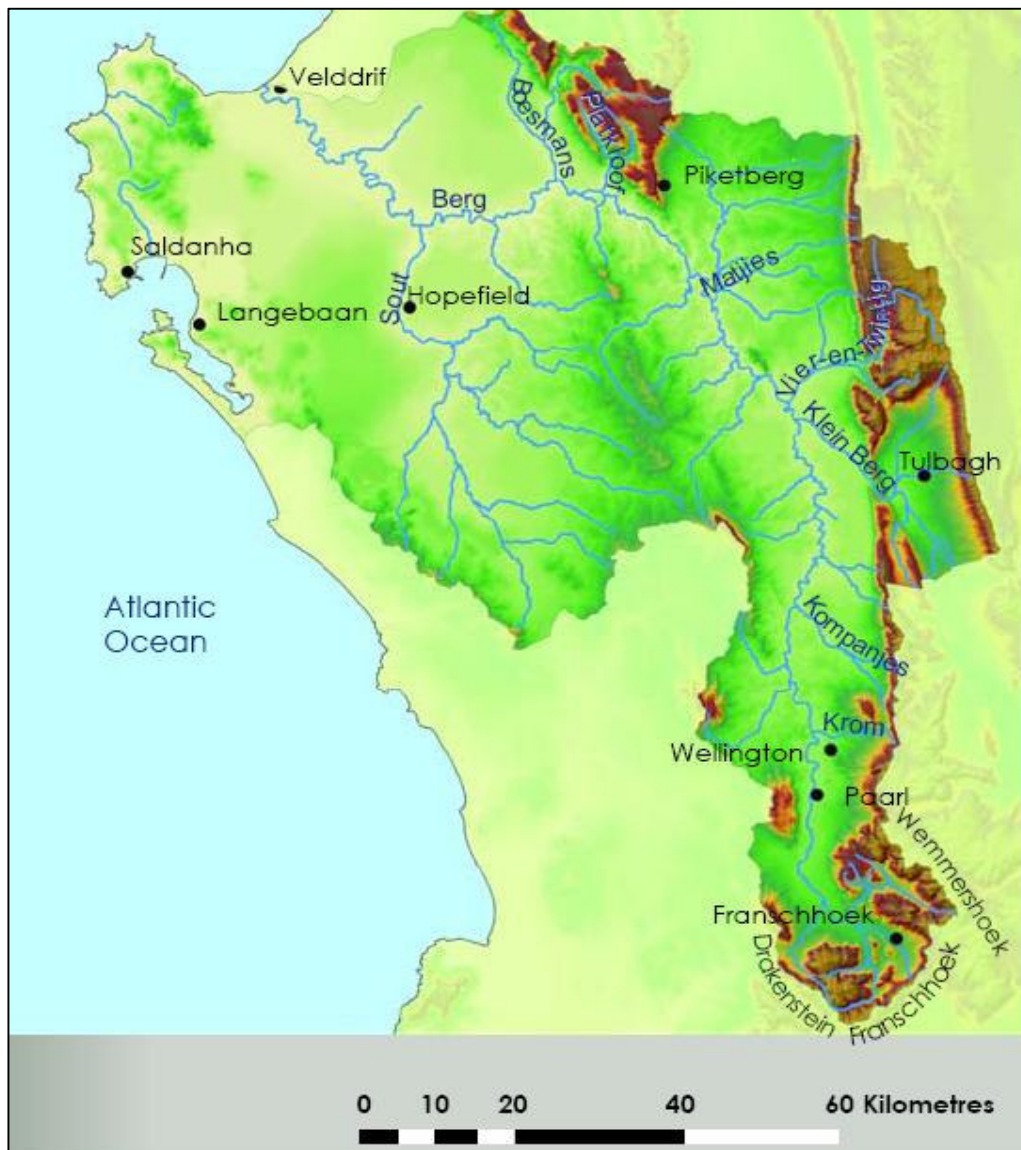 Velddrif
Boesmans
Platkloof
Piketberg
Berg
Saldanha
Matjies
Sout
Hopefield
Langebaan
Vier-en-Twintig
Klein Berg
Tulbagh
Atlantic
Ocean
Kompanjes
Krom
Wellington
Paarl
Wemmershoek
Franschhoek
Drakenstein
Franschhoek
0 10 20 40 60 Kilometres